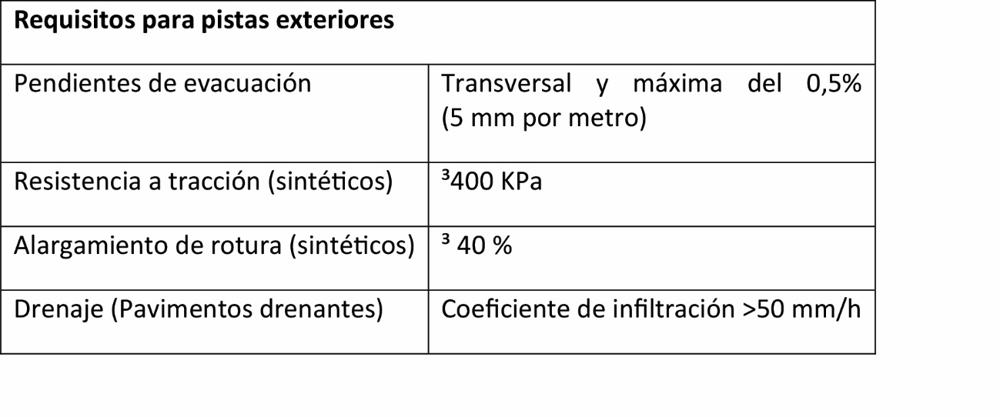 Requisitos para pistas exteriores
Pendientes de evacuación
Transversal y máxima del 0,5%
(5 mm por metro)
Resistencia a tracción (sintéticos)
³400 KPa
Alargamiento de rotura (sintéticos)
³ 40 %
Drenaje (Pavimentos drenantes)
Coeficiente de infiltración >50 mm/h